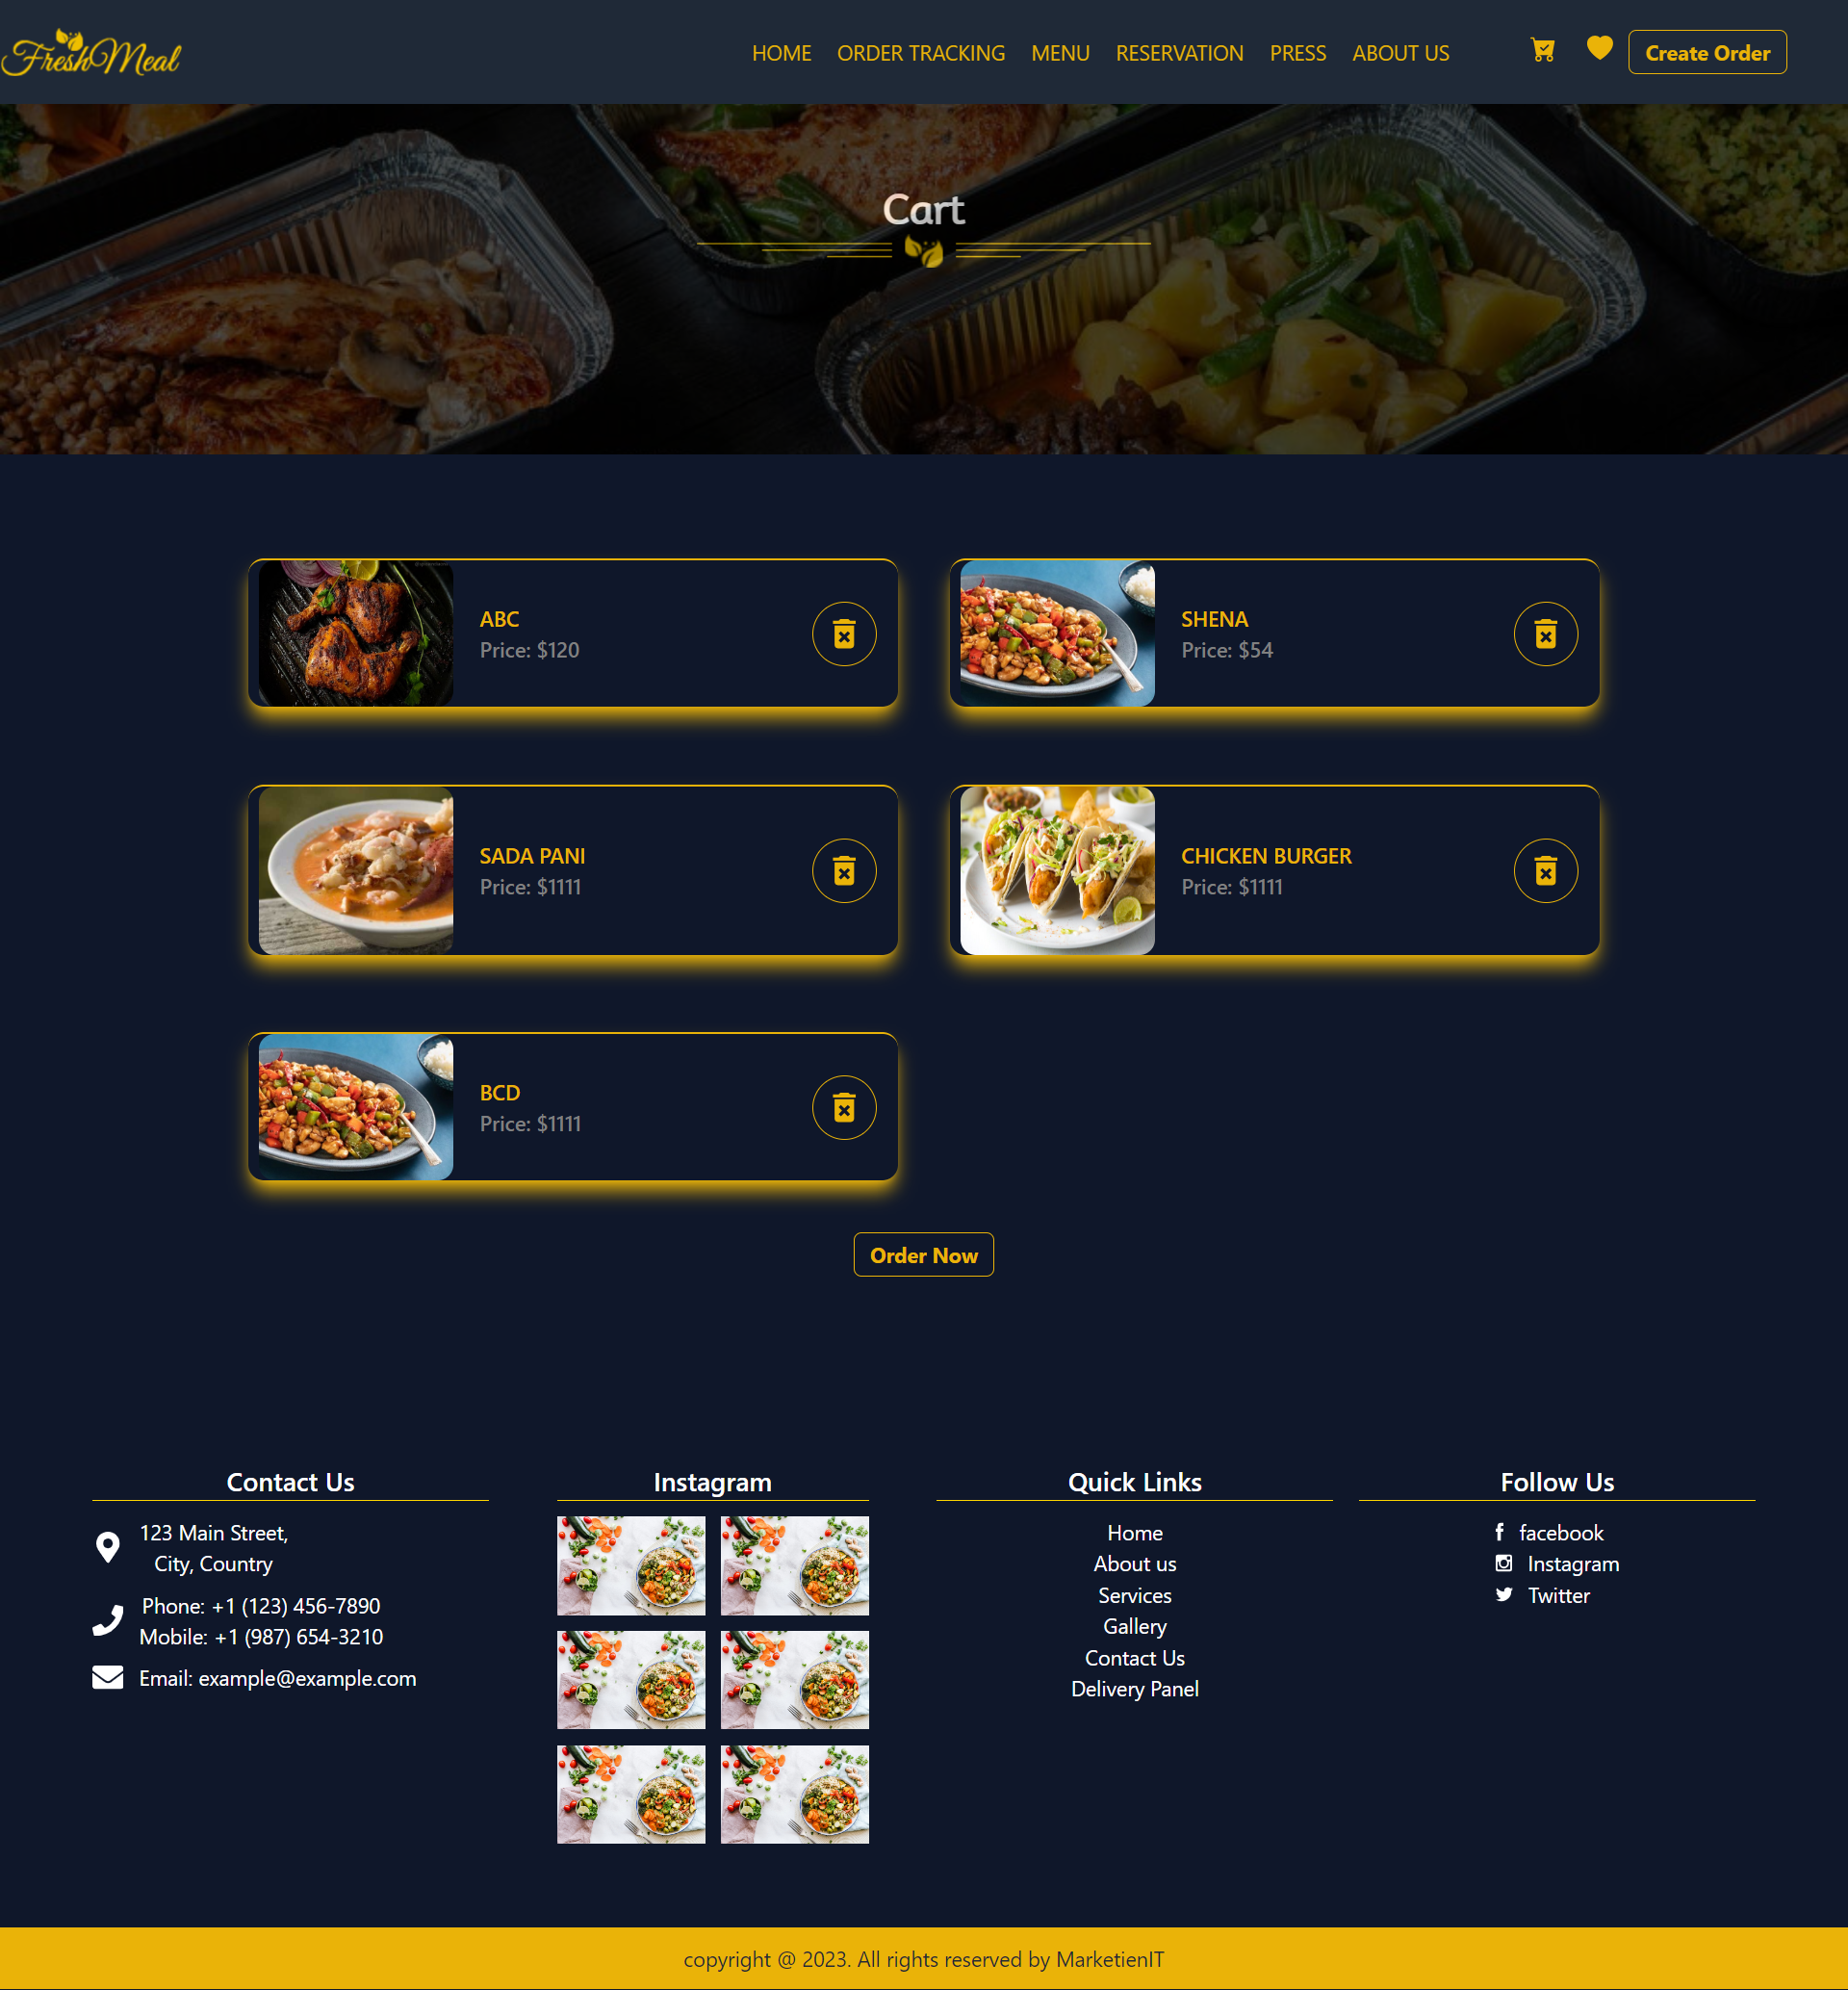 FreshMeal
HOME ORDER TRACKING MENU RESERVATION PRESS ABOUT US Create Order
Cart
ABC
Price: $120
SHENA
Price: $54
SADA PANI
Price: $1111
CHICKEN BURGER
Price: $1111
BCD
Price: $1111
Order Now
Contact Us
123 Main Street,
City, Country
Phone: +1 (123) 456-7890
Mobile: +1 (987) 654-3210
Email: example@example.com
Instagram
Quick Links
Home
About us
Services
Gallery
Contact Us
Delivery Panel
Follow Us
facebook
Instagram
Twitter
copyright @ 2023. All rights reserved by MarketienIT